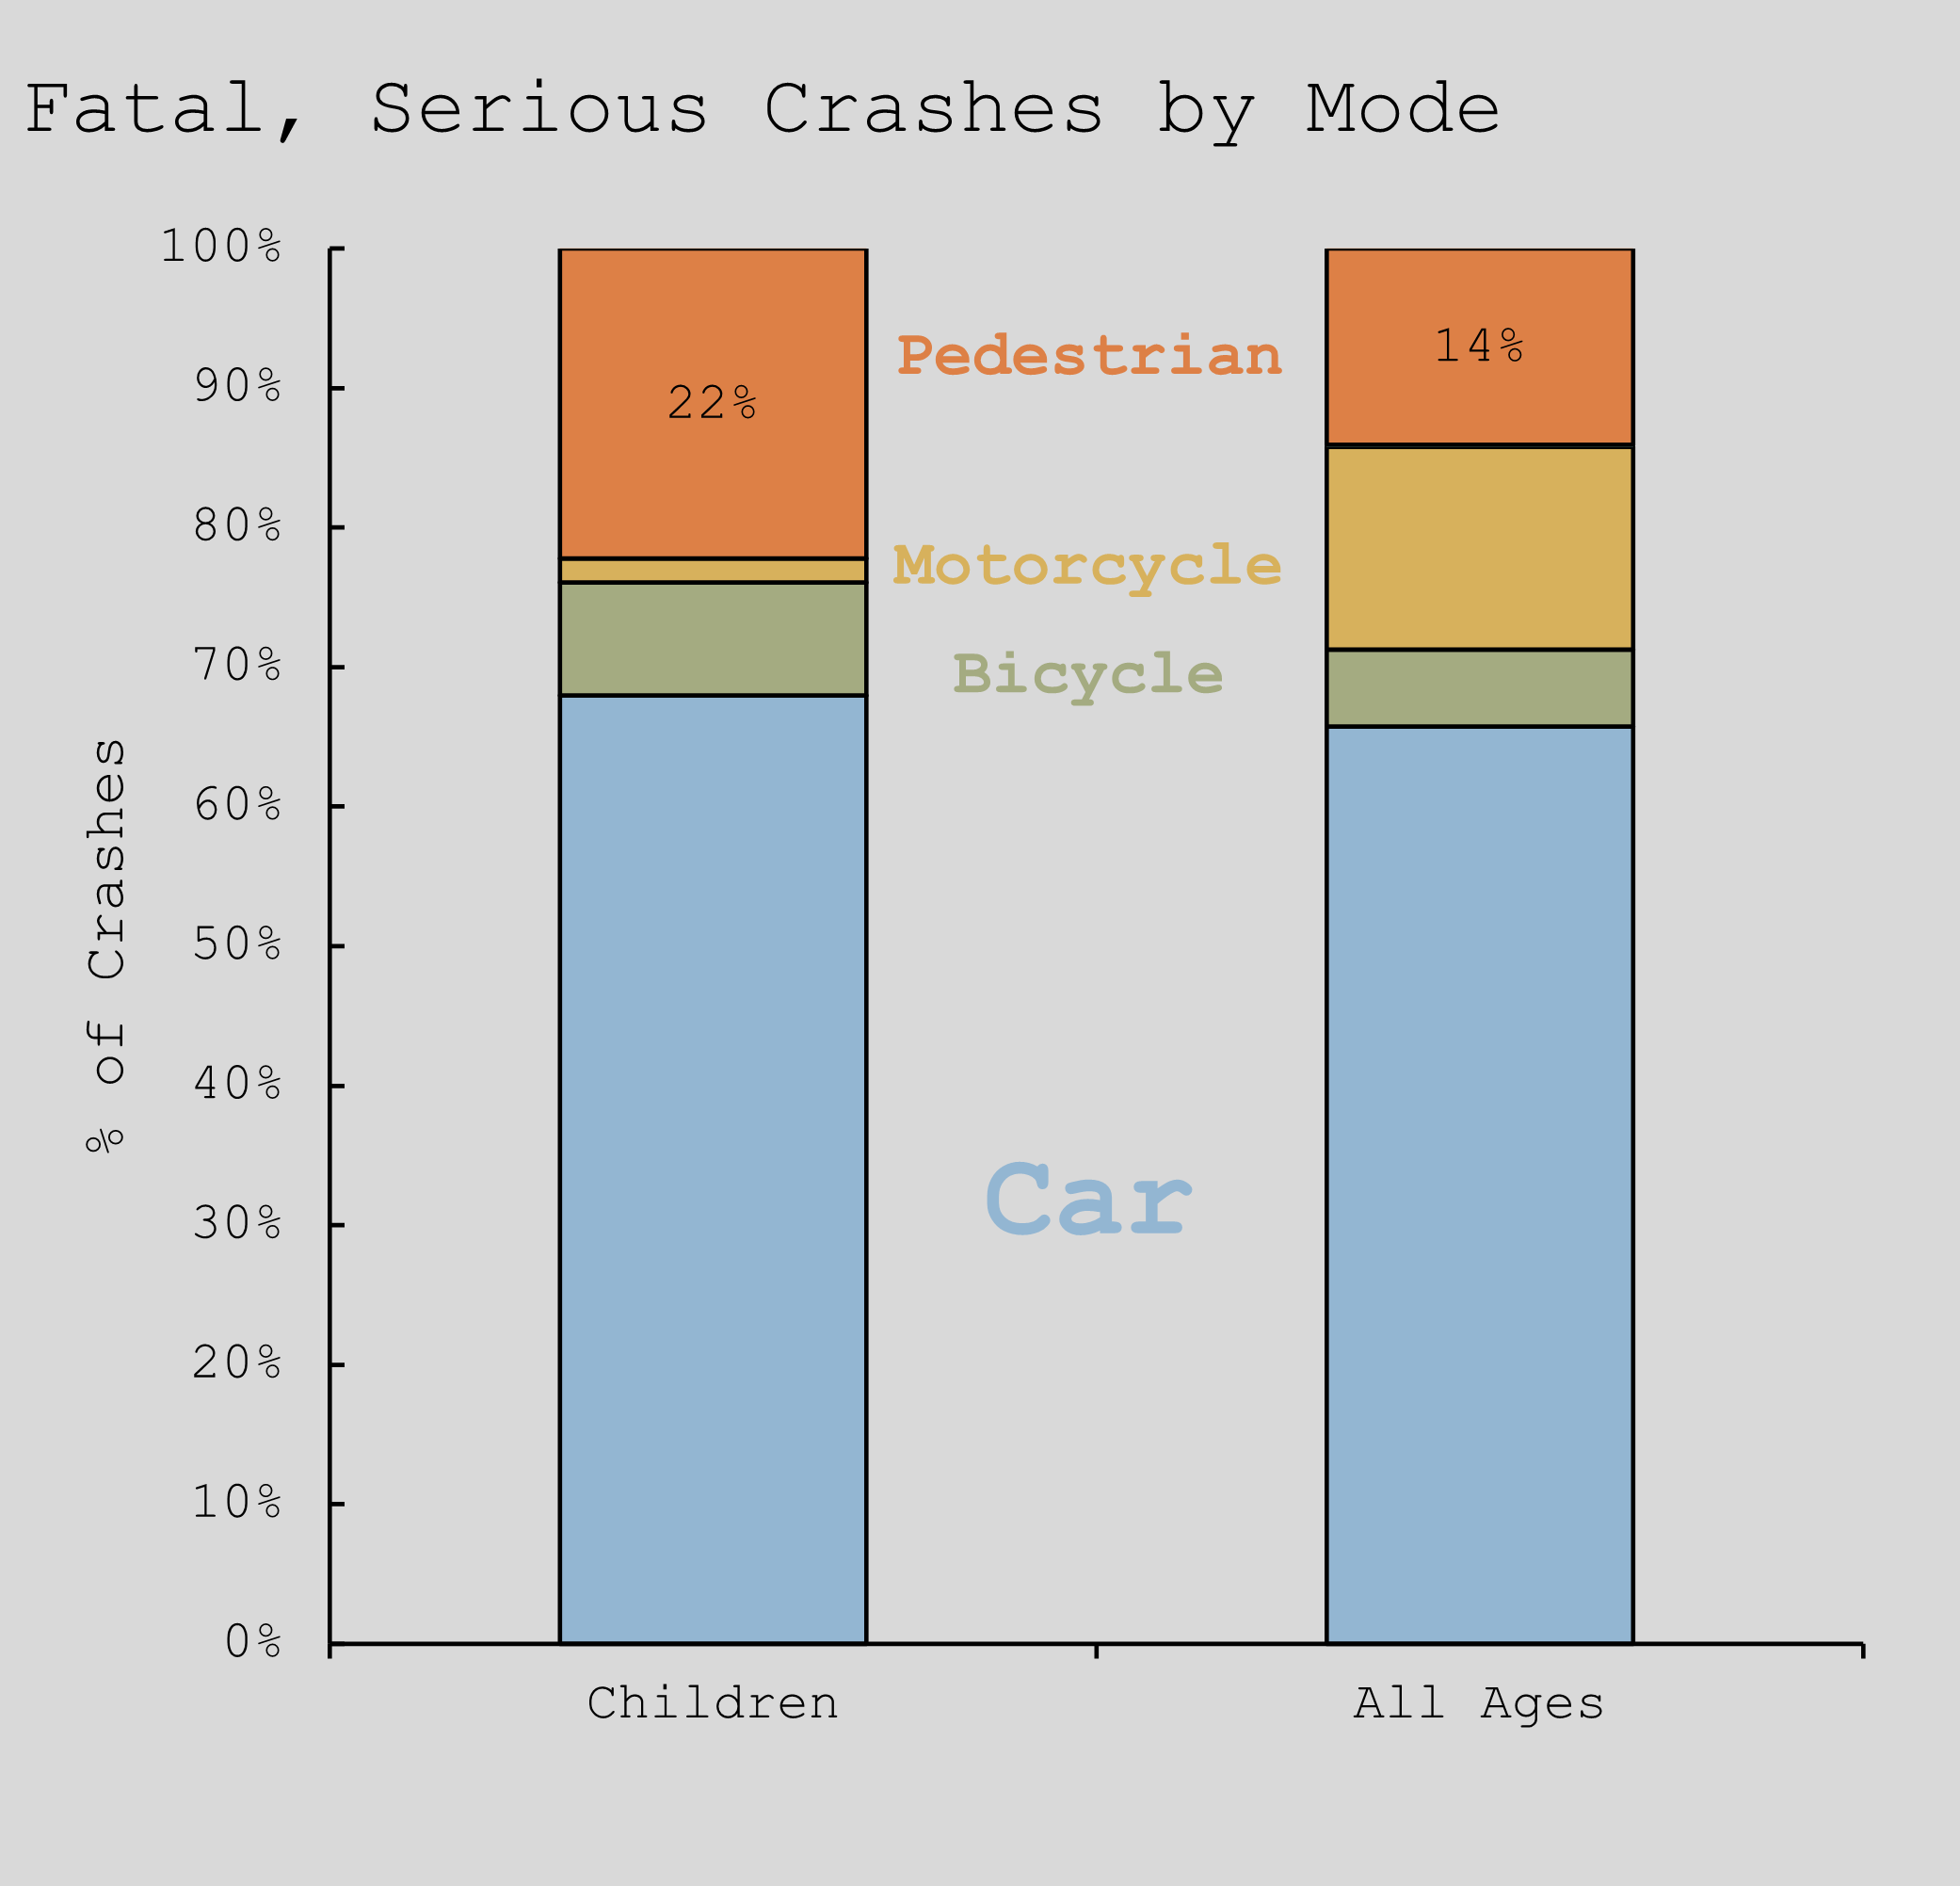 Fatal, Serious Crashes by Mode
100%
90%
80%
70%
60%
50%
40%
30%
20%
10%
0%
% of Crashes
22%
14%
Pedestrian
Motorcycle
Bicycle
Car
Children
All Ages